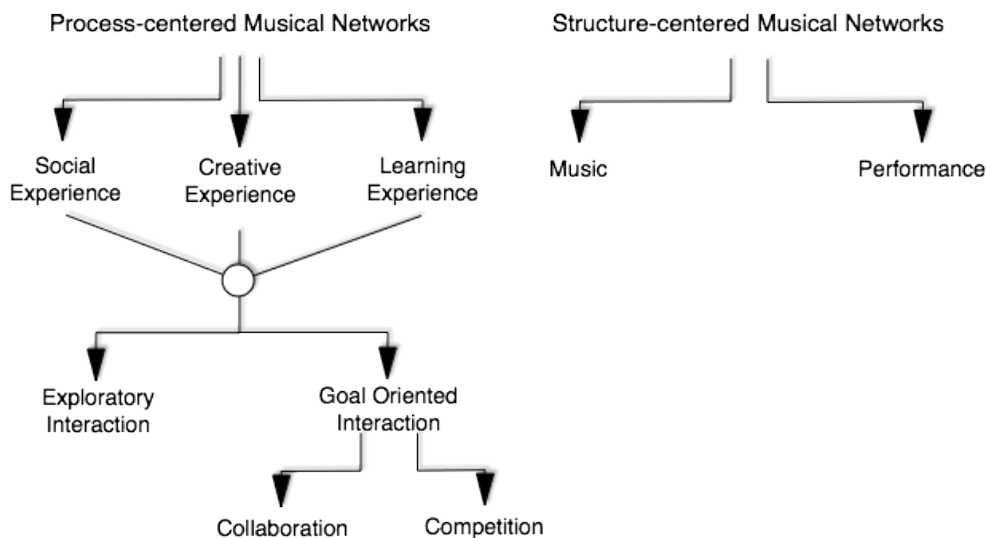 Process-centered Musical Networks
Structure-centered Musical Networks
Social
Experience
Creative
Experience
Learning
Experience
Music
Performance
Exploratory
Interaction
Goal Oriented
Interaction
Collaboration
Competition